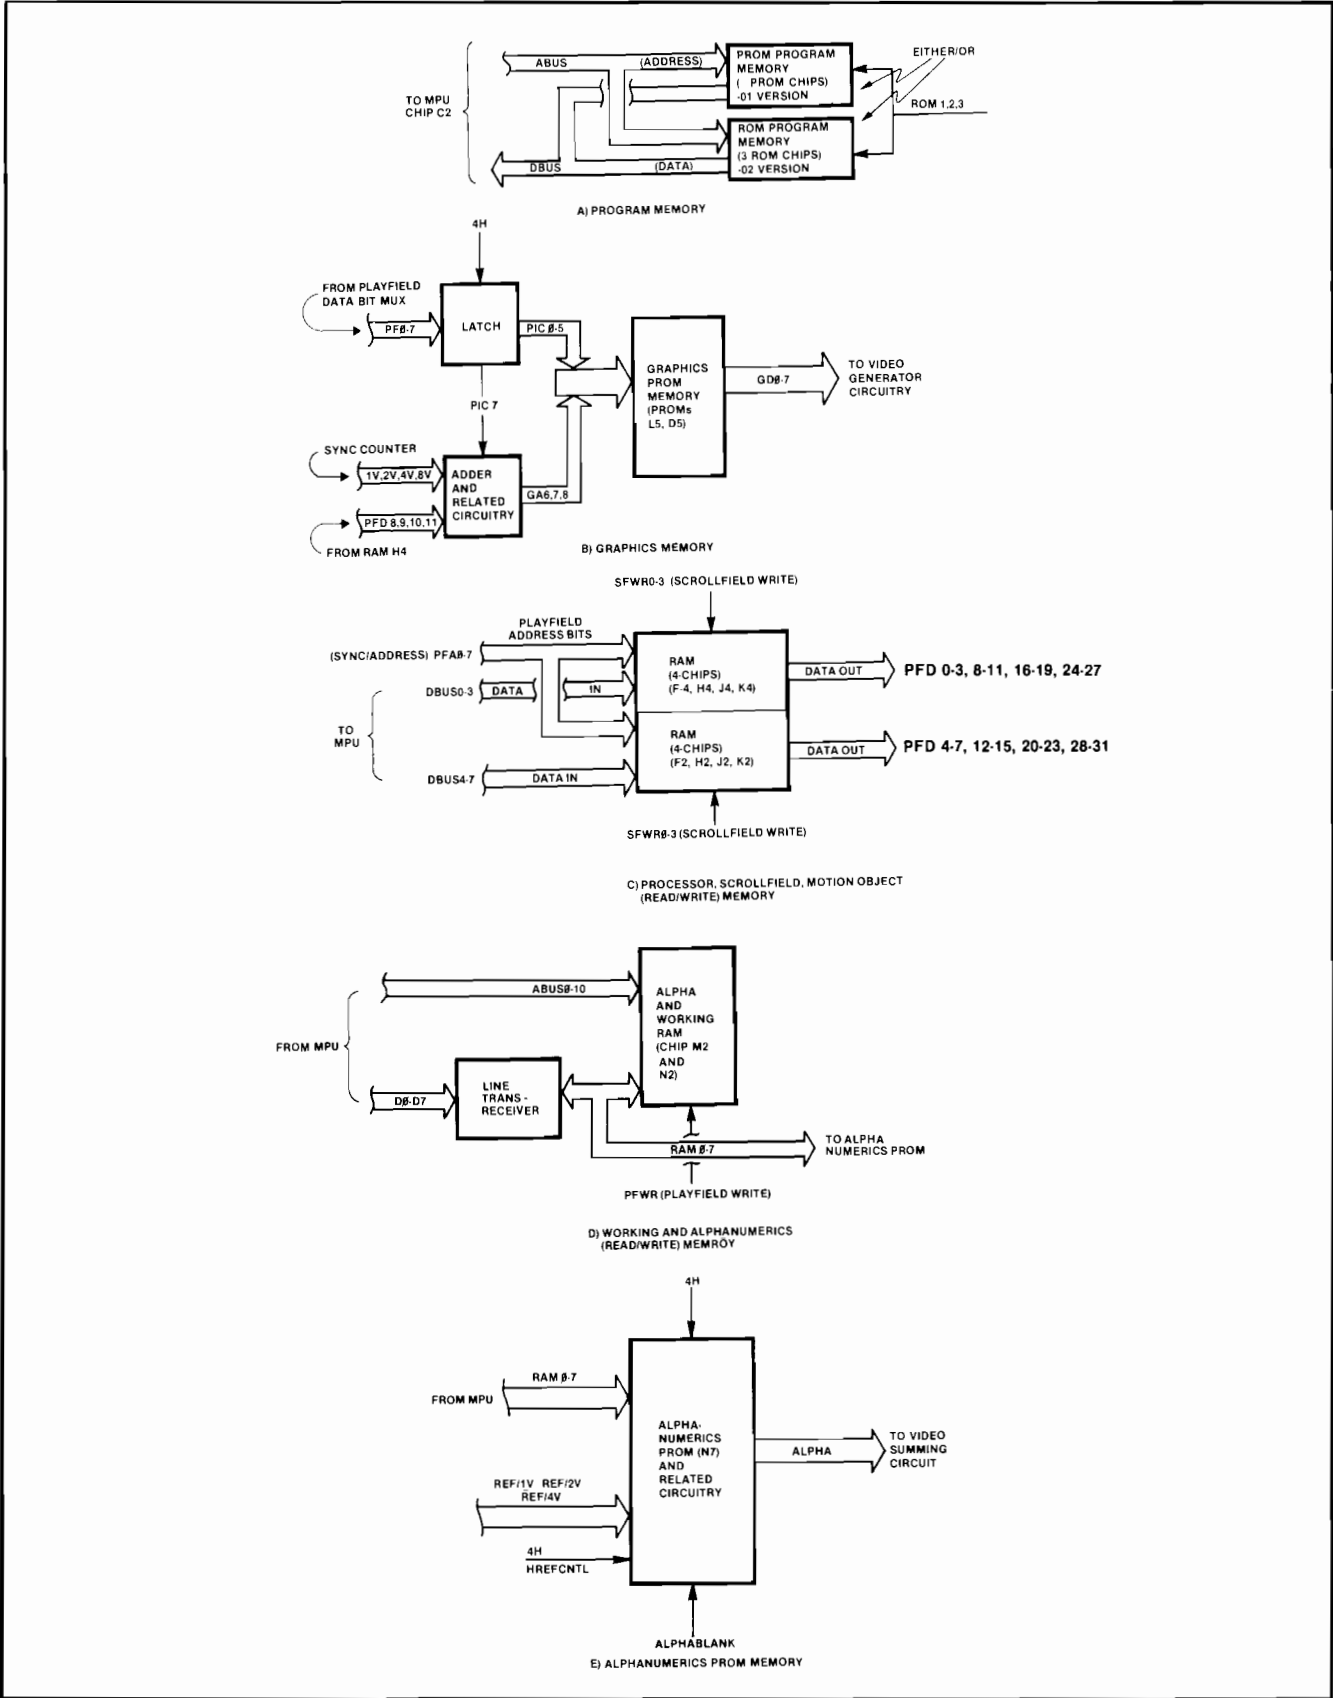 ABUS
(ADDRESS)
PROM PROGRAM
MEMORY
( PROM CHIPS)
-01 VERSION
EITHER/OR
TO MPU
CHIP C2
ROM 1,2,3
ROM PROGRAM
MEMORY
(3 ROM CHIPS)
-02 VERSION
DBUS
(DATA)
A) PROGRAM MEMORY
4H
FROM PLAYFIELD
DATA BIT MUX
PFØ-7
LATCH
PIC Ø-5
GRAPHICS
PROM
MEMORY
(PROMs
L5, D5)
GDØ-7
TO VIDEO
GENERATOR
CIRCUITRY
PIC 7
SYNC COUNTER
1V,2V,4V,8V
ADDER
AND
RELATED
CIRCUITRY
GA6,7,8
PFD 8,9,10,11
FROM RAM H4
B) GRAPHICS MEMORY
SFWR0-3 (SCROLLFIELD WRITE)
PLAYFIELD
ADDRESS BITS
(SYNC/ADDRESS) PFAØ-7
RAM
(4-CHIPS)
(F-4, H4, J4, K4)
DATA OUT
PFD 0-3, 8-11, 16-19, 24-27
DBUS0-3
DATA
IN
TO
MPU
RAM
(4-CHIPS)
(F2, H2, J2, K2)
DATA OUT
PFD 4-7, 12-15, 20-23, 28-31
DBUS4-7
DATA IN
SFWRØ-3 (SCROLLFIELD WRITE)
C) PROCESSOR, SCROLLFIELD, MOTION OBJECT
(READ/WRITE) MEMORY
ABUSØ-10
ALPHA
AND
WORKING
RAM
(CHIP M2
AND
N2)
FROM MPU
DØ-D7
LINE
TRANS-
RECEIVER
RAM Ø-7
TO ALPHA
NUMERICS PROM
PFWR (PLAYFIELD WRITE)
D) WORKING AND ALPHANUMERICS
(READ/WRITE) MEMRÖY
4H
RAM Ø-7
FROM MPU
ALPHA-
NUMERICS
PROM (N7)
AND
RELATED
CIRCUITRY
ALPHA
TO VIDEO
SUMMING
CIRCUIT
REF/1V REF/2V
REF/4V
4H
HREFCNTL
ALPHABLANK
E) ALPHANUMERICS PROM MEMORY